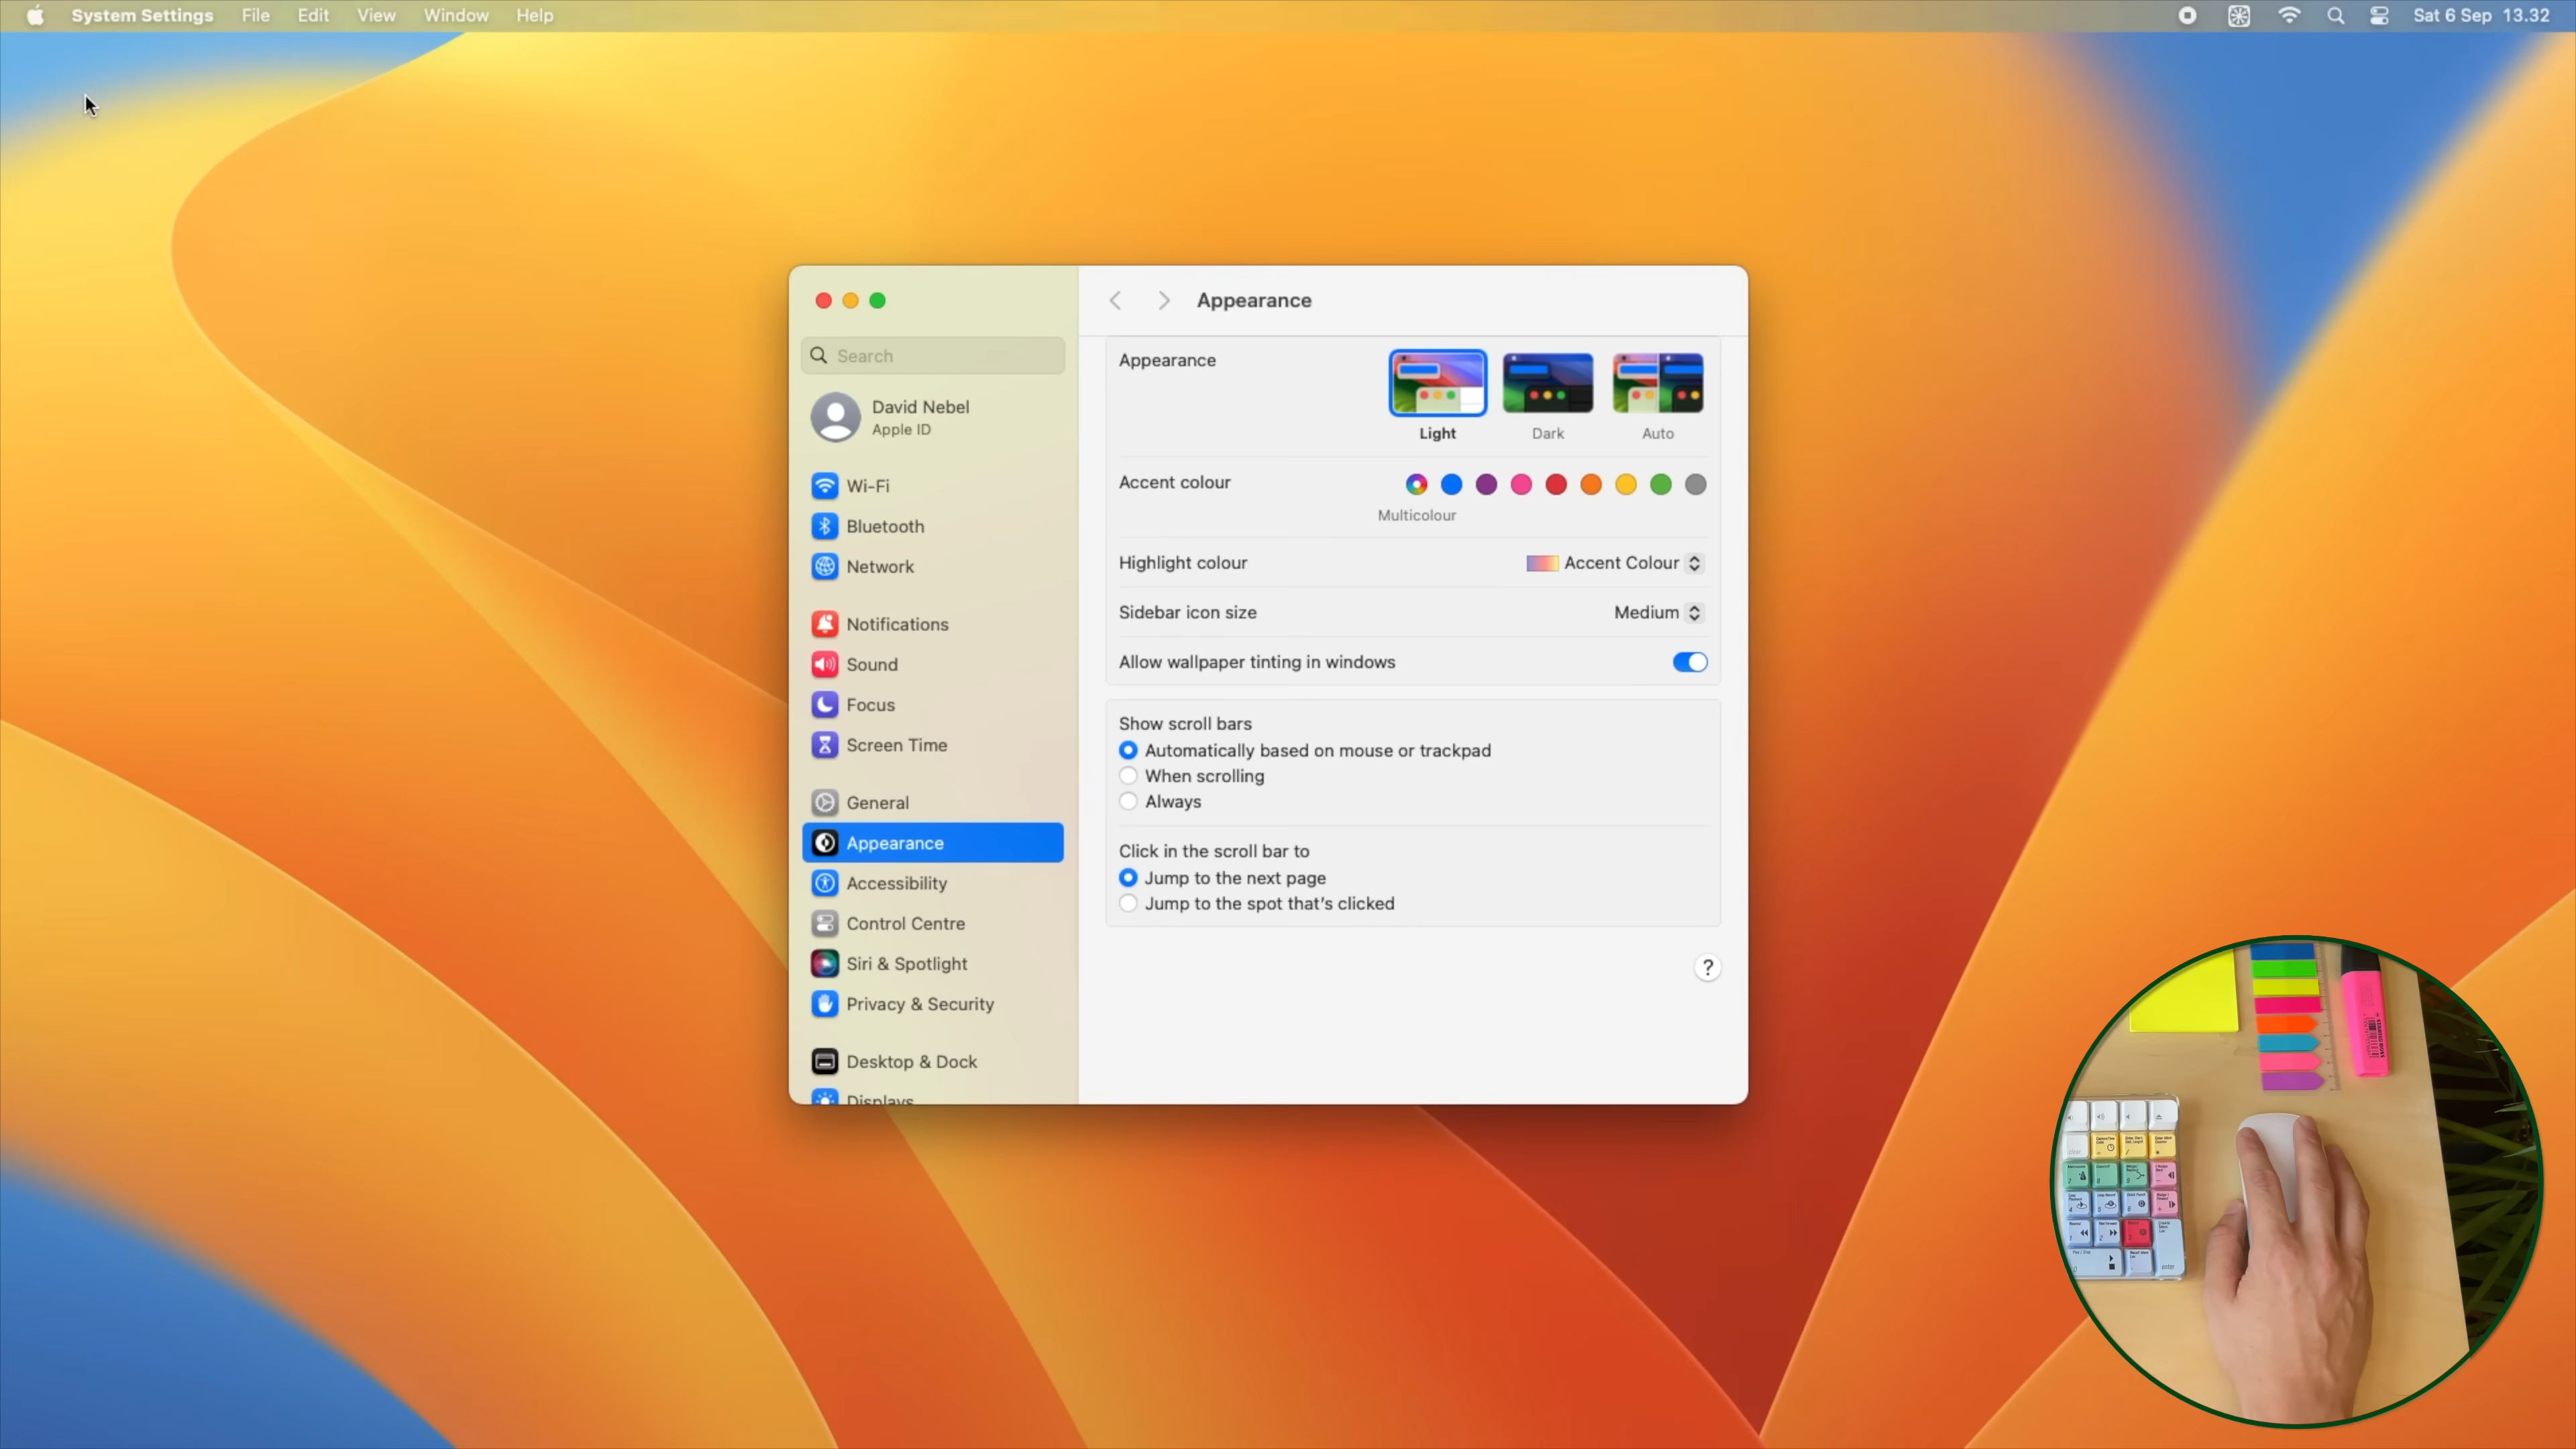 System Settings File Edit View Window Help Sat 6 Sep 13.32
Appearance
Search
David Nebel
Apple ID
Wi-Fi
Bluetooth
Network
Notifications
Sound
Focus
Screen Time
General
Appearance
Accessibility
Control Centre
Siri & Spotlight
Privacy & Security
Desktop & Dock
Displays
Appearance
Light Dark Auto
Accent colour
Multicolour
Highlight colour Accent Colour
Sidebar icon size Medium
Allow wallpaper tinting in windows
Show scroll bars
Automatically based on mouse or trackpad
When scrolling
Always
Click in the scroll bar to
Jump to the next page
Jump to the spot that's clicked
?
enter